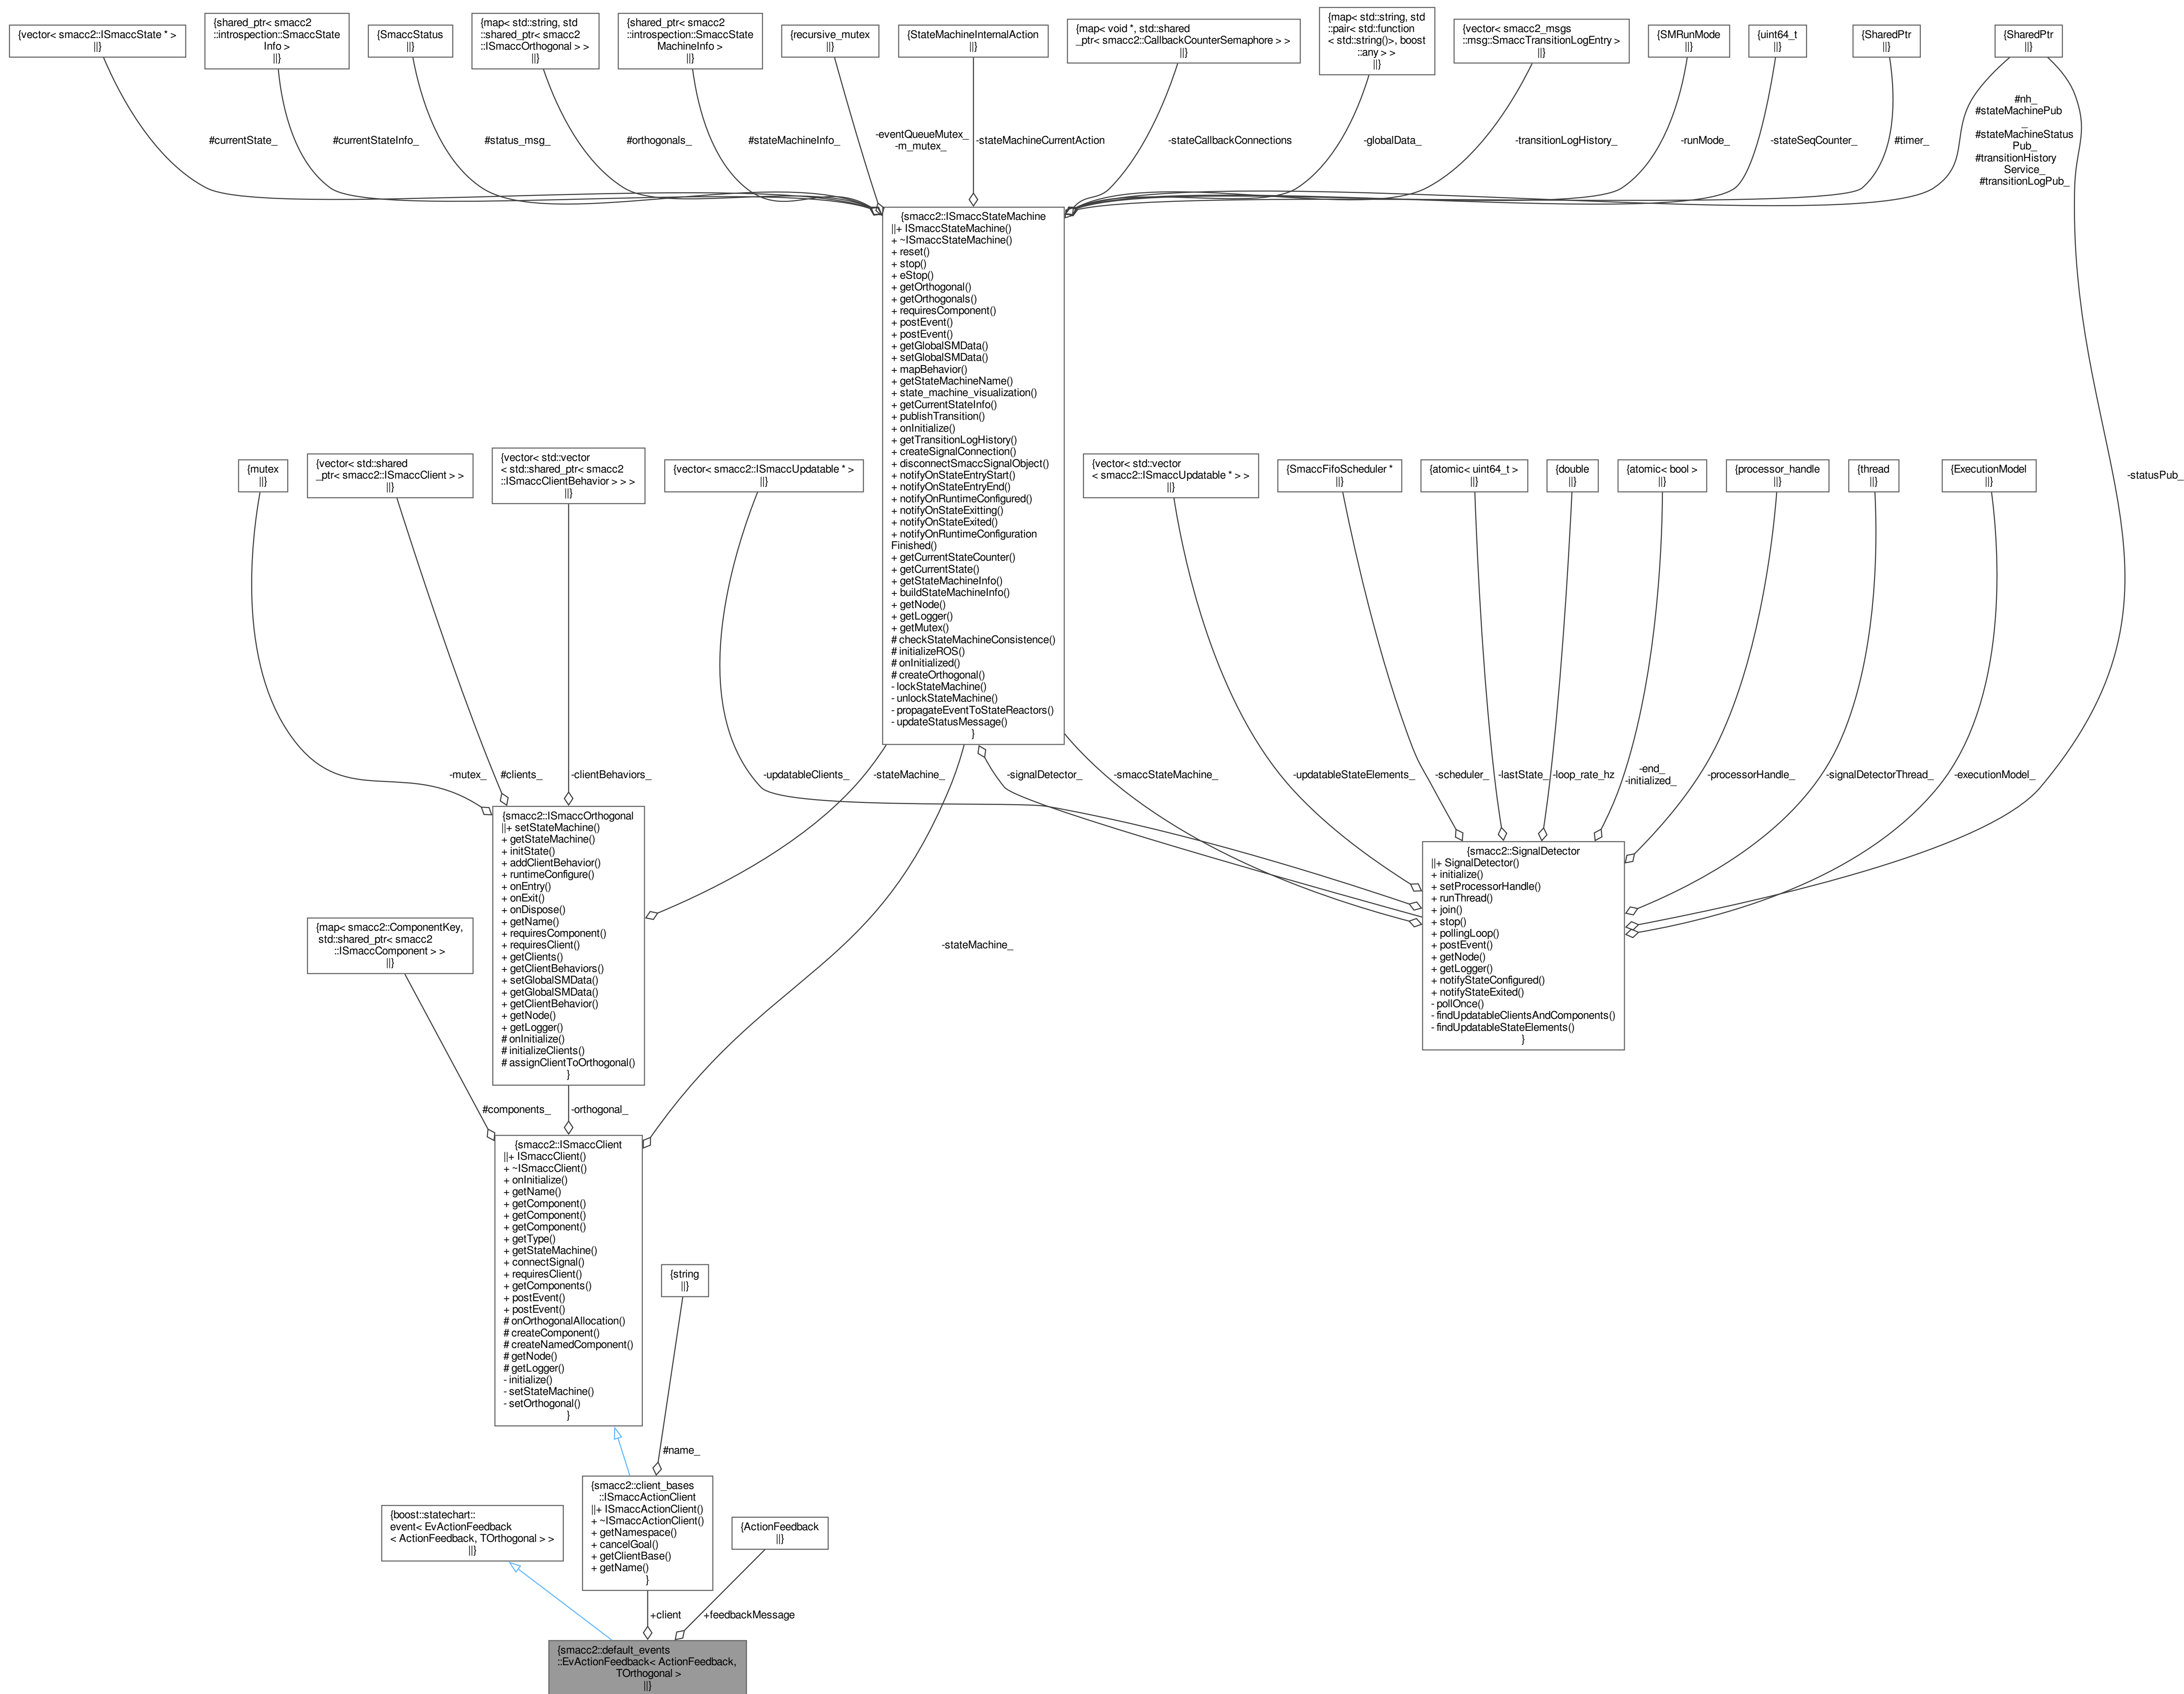 {vector< smacc2::ISmaccState * >
||}
{shared_ptr< smacc2
::introspection::SmaccState
Info >
||}
{SmaccStatus
||}
{map< std::string, std
::shared_ptr< smacc2
::ISmaccOrthogonal > >
||}
{shared_ptr< smacc2
::introspection::SmaccState
MachineInfo >
||}
{recursive_mutex
||}
{StateMachineInternalAction
||}
{map< void *, std::shared
_ptr< smacc2::CallbackCounterSemaphore > >
||}
{map< std::string, std
::pair< std::function
< std::string()>, boost
::any > >
||}
{vector< smacc2_msgs
::msg::SmaccTransitionLogEntry >
||}
{SMRunMode
||}
{uint64_t
||}
{SharedPtr
||}
{SharedPtr
||}
#currentState_
#currentStateInfo_
#status_msg_
#orthogonals_
#stateMachineInfo_
-eventQueueMutex_
-m_mutex_
-stateMachineCurrentAction
-stateCallbackConnections
-globalData_
-transitionLogHistory_
-runMode_
-stateSeqCounter_
#timer_
#nh_
#stateMachinePub
_
#stateMachineStatus
Pub_
#transitionHistory
Service_
#transitionLogPub_
{smacc2::ISmaccStateMachine
||+ ISmaccStateMachine()
+ ~ISmaccStateMachine()
+ reset()
+ stop()
+ eStop()
+ getOrthogonal()
+ getOrthogonals()
+ requiresComponent()
+ postEvent()
+ postEvent()
+ getGlobalSMData()
+ setGlobalSMData()
+ mapBehavior()
+ getStateMachineName()
+ state_machine_visualization()
+ getCurrentStateInfo()
+ publishTransition()
+ onInitialize()
+ getTransitionLogHistory()
+ createSignalConnection()
+ disconnectSmaccSignalObject()
+ notifyOnStateEntryStart()
+ notifyOnStateEntryEnd()
+ notifyOnRuntimeConfigured()
+ notifyOnStateExitting()
+ notifyOnStateExited()
+ notifyOnRuntimeConfiguration
Finished()
+ getCurrentStateCounter()
+ getCurrentState()
+ getStateMachineInfo()
+ buildStateMachineInfo()
+ getNode()
+ getLogger()
+ getMutex()
# checkStateMachineConsistence()
# initializeROS()
# onInitialized()
# createOrthogonal()
- lockStateMachine()
- unlockStateMachine()
- propagateEventToStateReactors()
- updateStatusMessage()
}
{mutex
||}
{vector< std::shared
_ptr< smacc2::ISmaccClient > >
||}
{vector< std::vector
< std::shared_ptr< smacc2
::ISmaccClientBehavior > > >
||}
{vector< smacc2::ISmaccUpdatable * >
||}
{vector< std::vector
< smacc2::ISmaccUpdatable * > >
||}
{SmaccFifoScheduler *
||}
{atomic< uint64_t >
||}
{double
||}
{atomic< bool >
||}
{processor_handle
||}
{thread
||}
{ExecutionModel
||}
-statusPub_
-mutex_
#clients_
-clientBehaviors_
-updatableClients_
-stateMachine_
-signalDetector_
-smaccStateMachine_
-updatableStateElements_
-scheduler_
-lastState_
-loop_rate_hz
-end_
-initialized_
-processorHandle_
-signalDetectorThread_
-executionModel_
{smacc2::ISmaccOrthogonal
||+ setStateMachine()
+ getStateMachine()
+ initState()
+ addClientBehavior()
+ runtimeConfigure()
+ onEntry()
+ onExit()
+ onDispose()
+ getName()
+ requiresComponent()
+ requiresClient()
+ getClients()
+ getClientBehaviors()
+ setGlobalSMData()
+ getGlobalSMData()
+ getClientBehavior()
+ getNode()
+ getLogger()
# onInitialize()
# initializeClients()
# assignClientToOrthogonal()
}
{smacc2::SignalDetector
||+ SignalDetector()
+ initialize()
+ setProcessorHandle()
+ runThread()
+ join()
+ stop()
+ pollingLoop()
+ postEvent()
+ getNode()
+ getLogger()
+ notifyStateConfigured()
+ notifyStateExited()
- pollOnce()
- findUpdatableClientsAndComponents()
- findUpdatableStateElements()
}
{map< smacc2::ComponentKey,
std::shared_ptr< smacc2
::ISmaccComponent > >
||}
-stateMachine_
#components_
-orthogonal_
{smacc2::ISmaccClient
||+ ISmaccClient()
+ ~ISmaccClient()
+ onInitialize()
+ getName()
+ getComponent()
+ getComponent()
+ getComponent()
+ getType()
+ getStateMachine()
+ connectSignal()
+ requiresClient()
+ getComponents()
+ postEvent()
+ postEvent()
# onOrthogonalAllocation()
# createComponent()
# createNamedComponent()
# getNode()
# getLogger()
- initialize()
- setStateMachine()
- setOrthogonal()
}
{string
||}
#name_
{smacc2::client_bases
::ISmaccActionClient
||+ ISmaccActionClient()
+ ~ISmaccActionClient()
+ getNamespace()
+ cancelGoal()
+ getClientBase()
+ getName()
}
{boost::statechart::
event< EvActionFeedback
< ActionFeedback, TOrthogonal > >
||}
{ActionFeedback
||}
+client
+feedbackMessage
{smacc2::default_events
::EvActionFeedback< ActionFeedback,
TOrthogonal >
||}